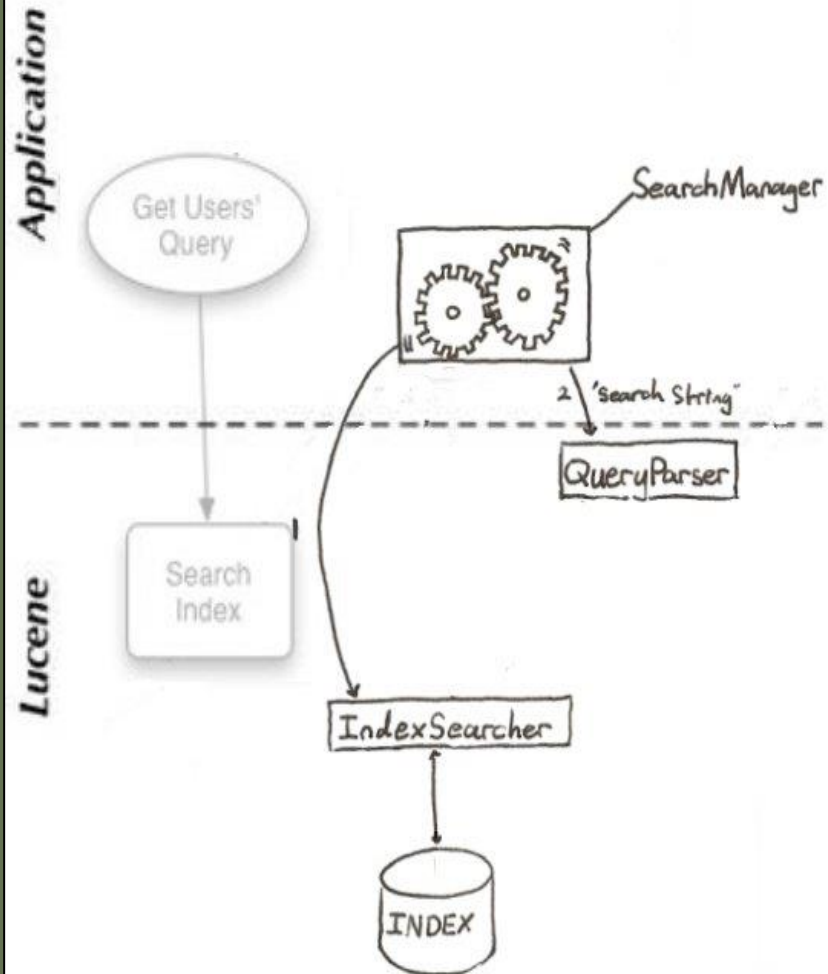 Application
Get Users'
Query
SearchManager
2 "search String"
QueryParser
1
Search
Index
Lucene
IndexSearcher
INDEX